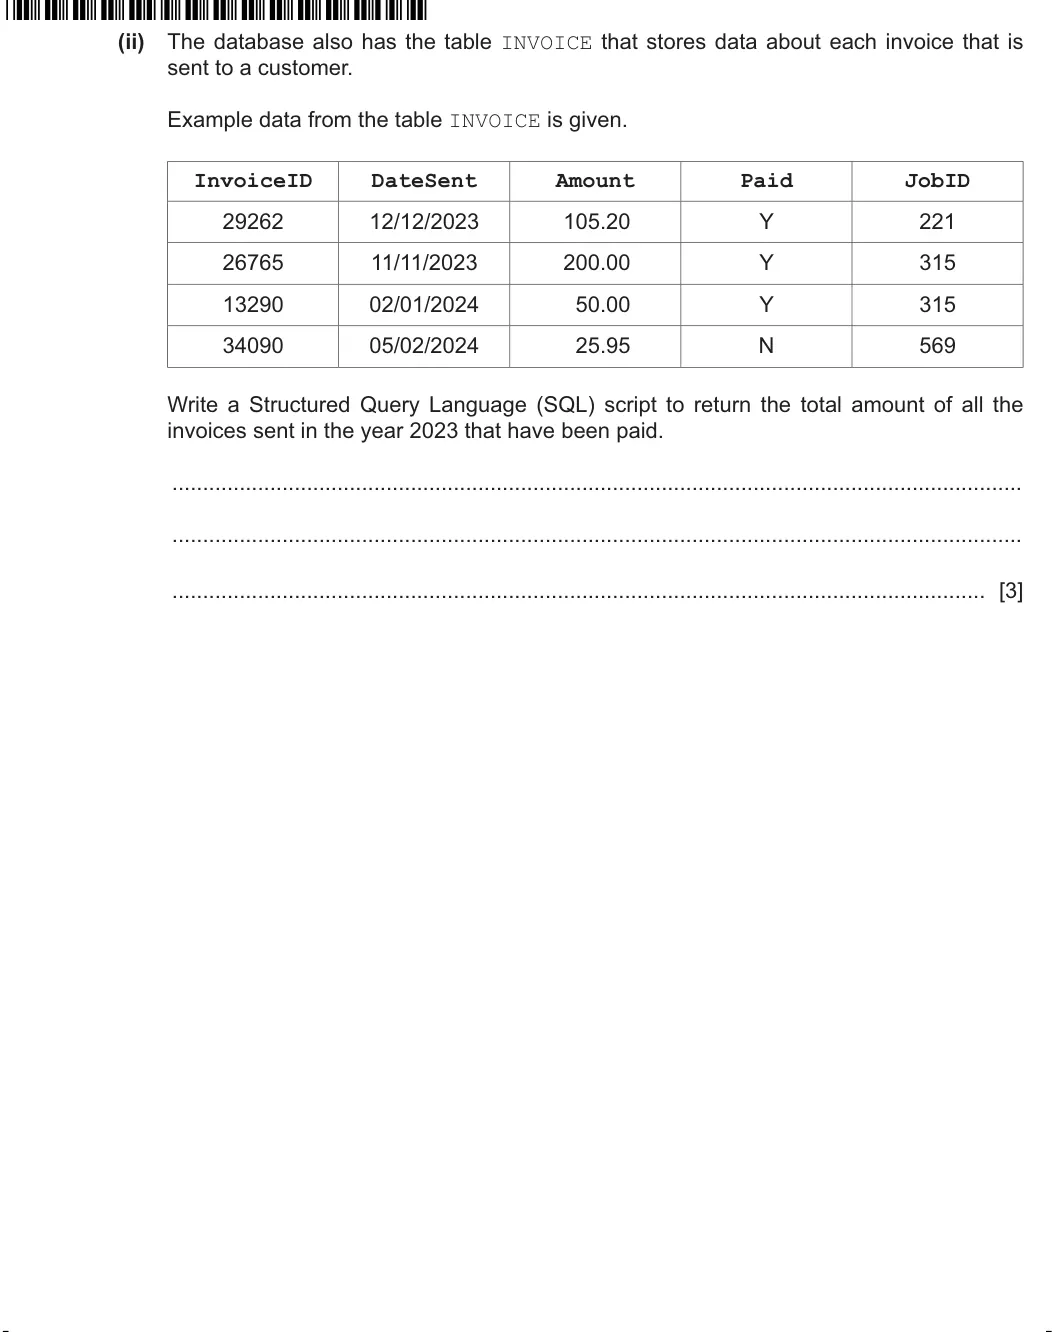 (ii) The database also has the table INVOICE that stores data about each invoice that is
sent to a customer.
Example data from the table INVOICE is given.
InvoiceID DateSent Amount Paid JobID
29262 12/12/2023 105.20 Y 221
26765 11/11/2023 200.00 Y 315
13290 02/01/2024 50.00 Y 315
34090 05/02/2024 25.95 N 569
Write a Structured Query Language (SQL) script to return the total amount of all the
invoices sent in the year 2023 that have been paid.
[3]